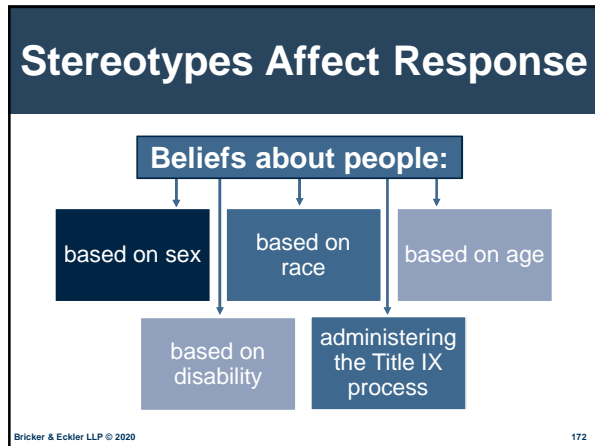 Stereotypes Affect Response
Beliefs about people:
based on sex
based on
race
based on age
based on
disability
administering
the Title IX
process
Bricker & Eckler LLP © 2020
172